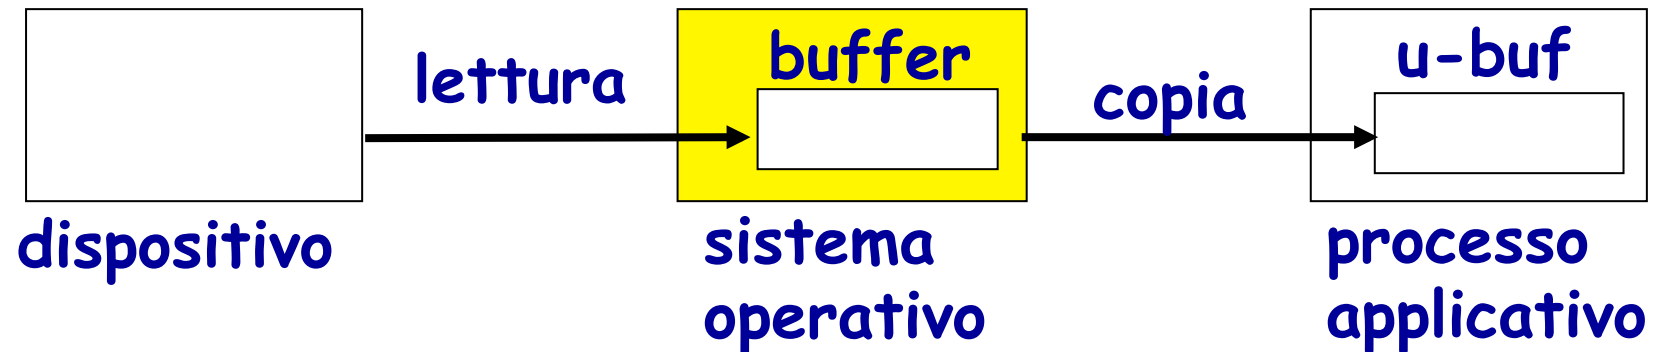 lettura
buffer
copia
u-buf
dispositivo
sistema
operativo
processo
applicativo